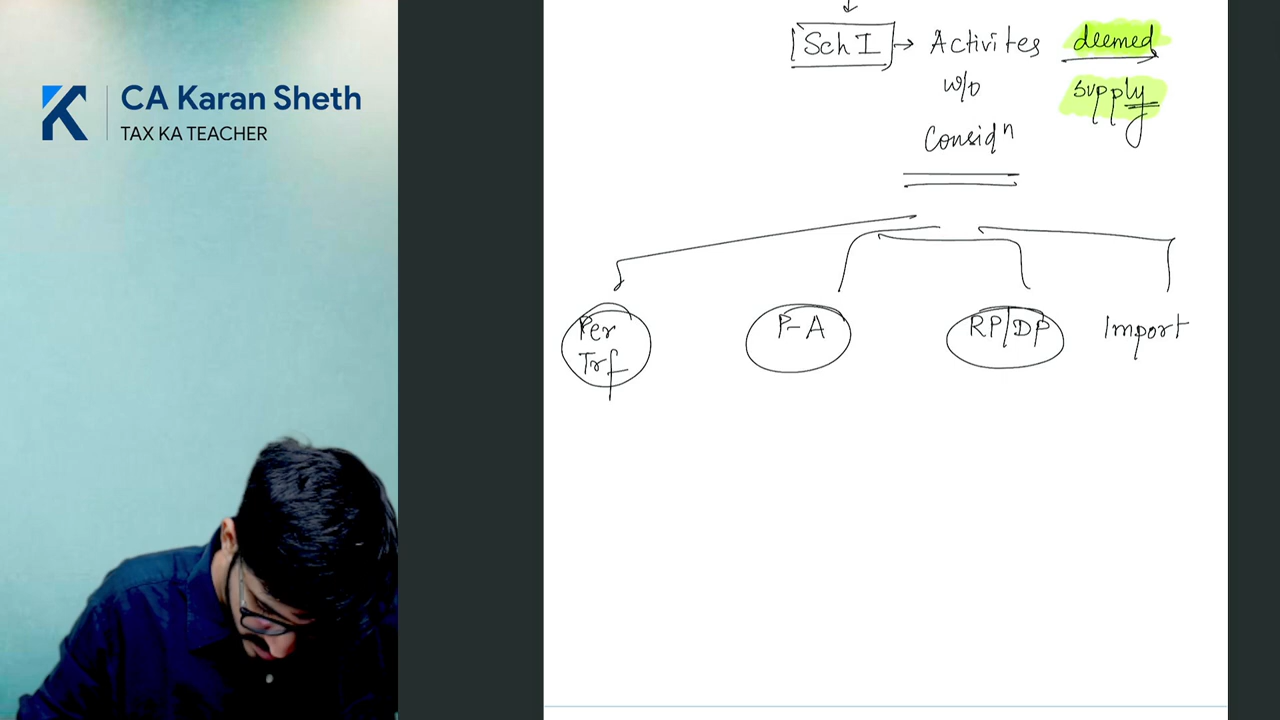 CA Karan Sheth
TAX KA TEACHER
Sch I → Activites deemed
w/o supply
Considⁿ
Per P-A RP/DP Import
Trf